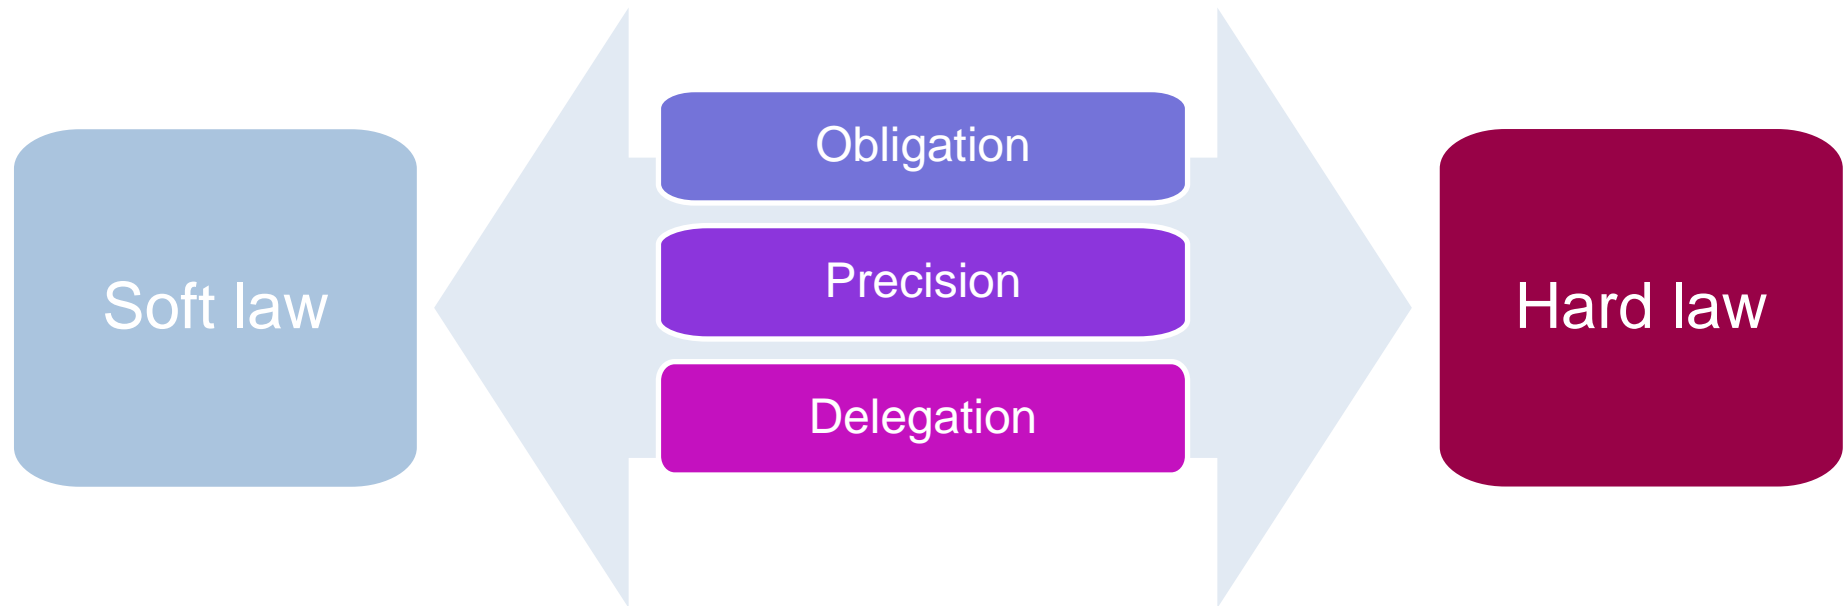 Soft law
Obligation
Precision
Delegation
Hard law